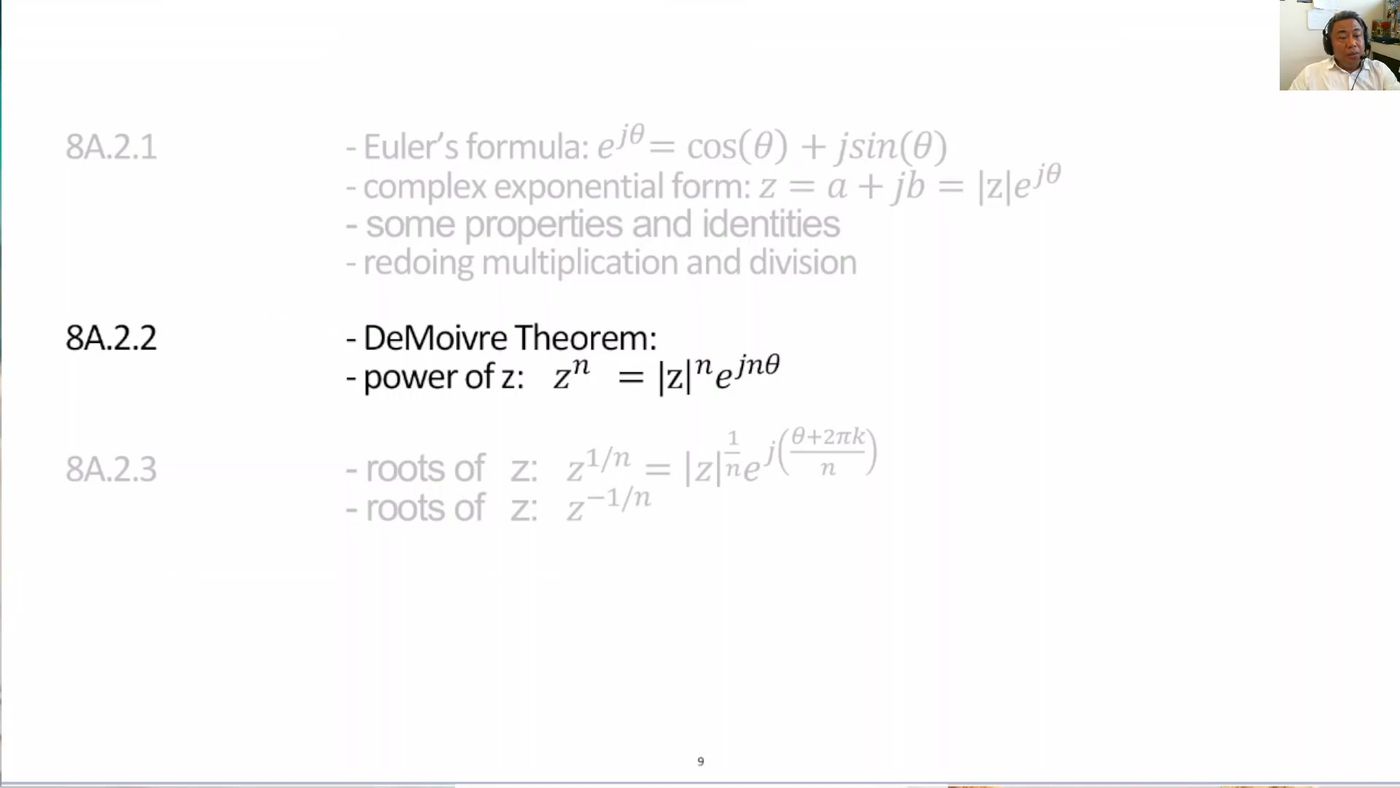 8A.2.1 - Euler's formula: e^{jθ} = cos(θ) + jsin(θ)
- complex exponential form: z = a + jb = |z|e^{jθ}
- some properties and identities
- redoing multiplication and division
8A.2.2 - DeMoivre Theorem:
- power of z: z^n = |z|^n e^{jnθ}
8A.2.3 - roots of z: z^{1/n} = |z|^{\frac{1}{n}} e^{j(\frac{θ+2πk}{n})}
- roots of z: z^{−1/n}
9